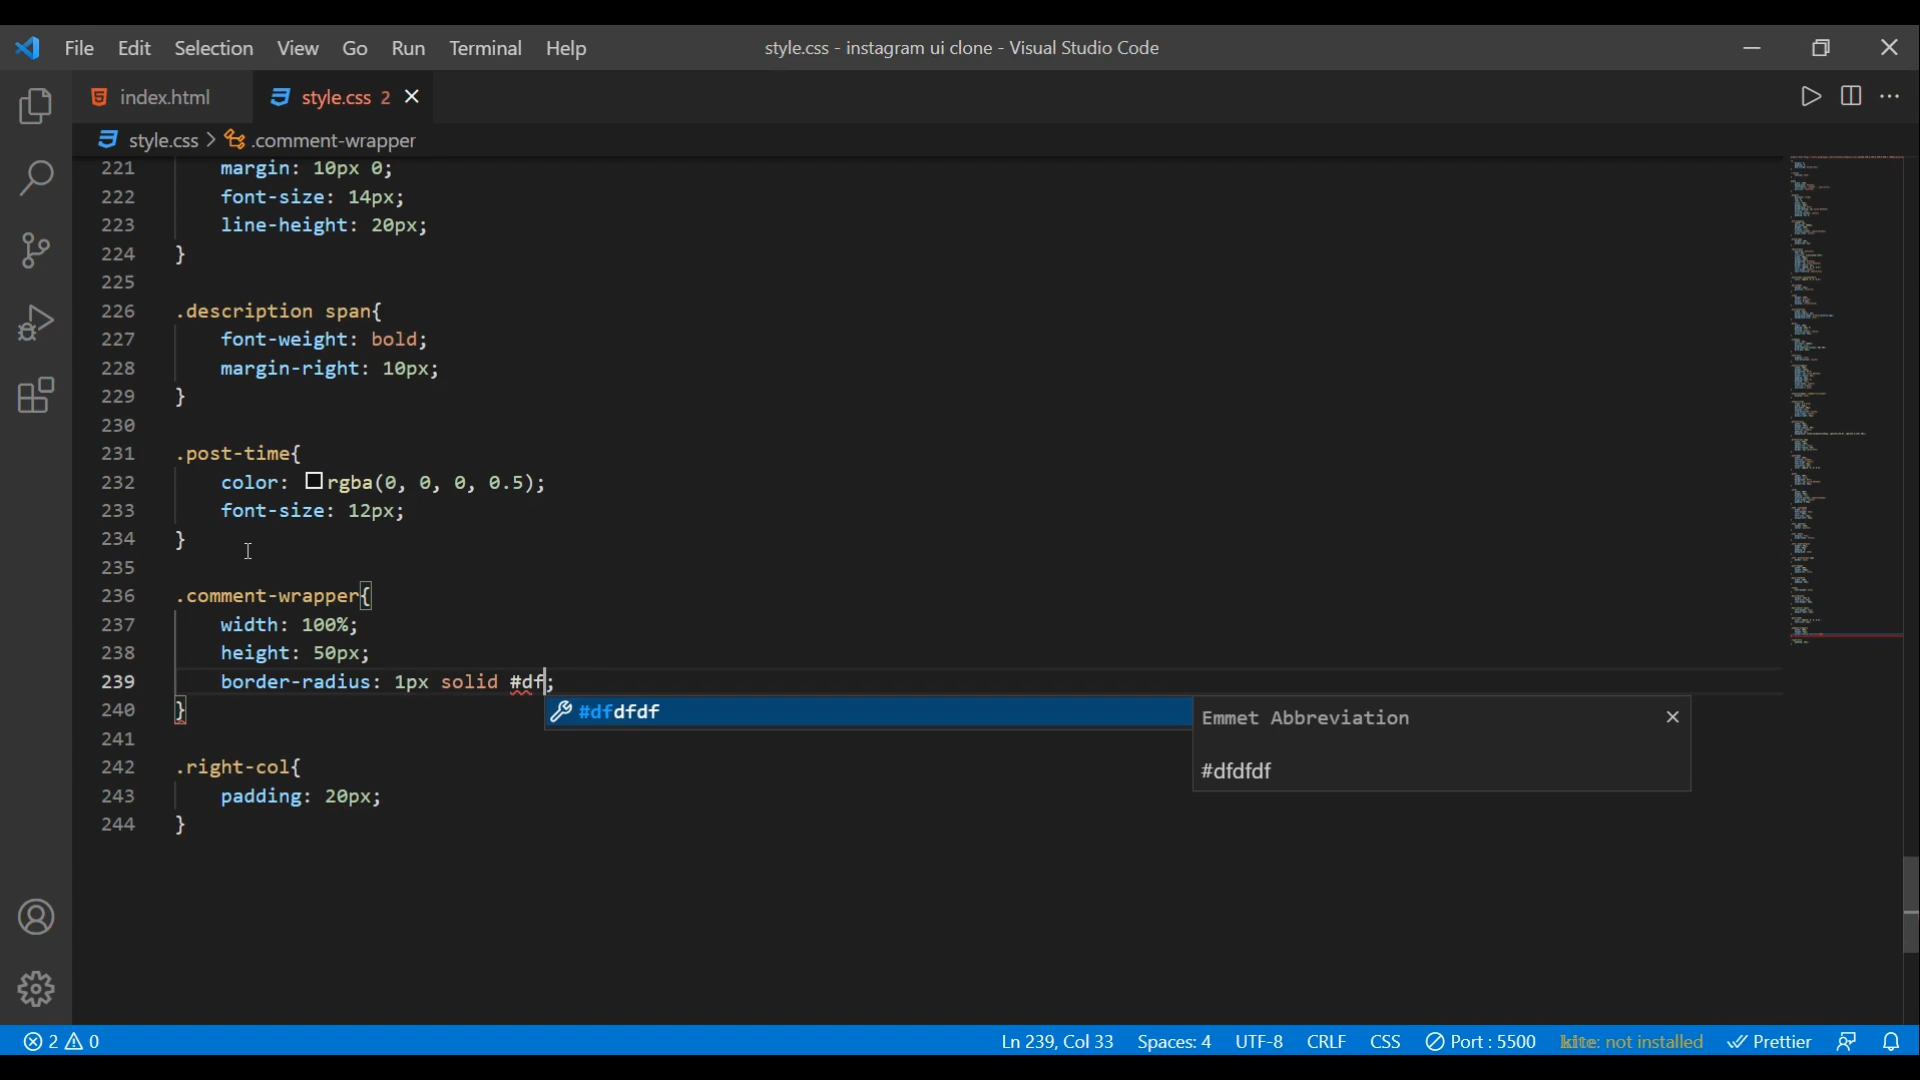 File Edit Selection View Go Run Terminal Help style.css - instagram ui clone - Visual Studio Code
index.html style.css 2
style.css > .comment-wrapper
221 margin: 10px 0;
222 font-size: 14px;
223 line-height: 20px;
224 }
225
226 .description span{
227 font-weight: bold;
228 margin-right: 10px;
229 }
230
231 .post-time{
232 color: rgba(0, 0, 0, 0.5);
233 font-size: 12px;
234 }
235
236 .comment-wrapper{
237 width: 100%;
238 height: 50px;
239 border-radius: 1px solid #df;
240 }
#dfdfdf Emmet Abbreviation
241
242 .right-col{
#dfdfdf
243 padding: 20px;
244 }
2 0 Ln 239, Col 33 Spaces: 4 UTF-8 CRLF CSS Port : 5500 kite: not installed Prettier